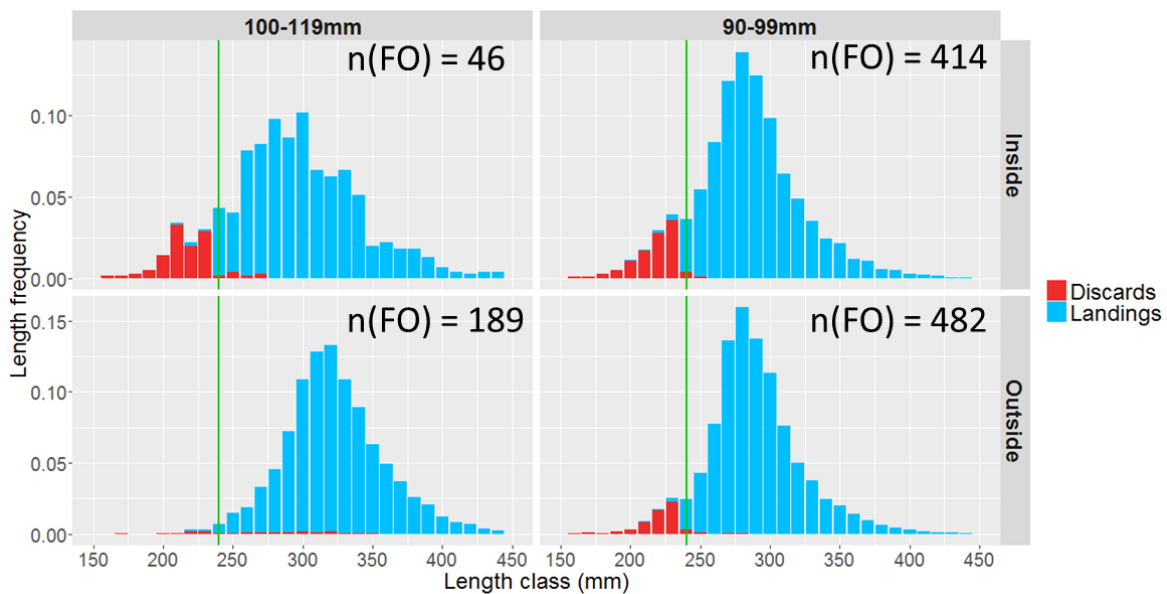 100-119mm 90-99mm
n(FO) = 46 n(FO) = 414
0.10
0.05
0.00
Inside
Length frequency
n(FO) = 189 n(FO) = 482
0.15
0.10
0.05
0.00
Outside
Discards
Landings
150 200 250 300 350 400 450 150 200 250 300 350 400 450
Length class (mm)